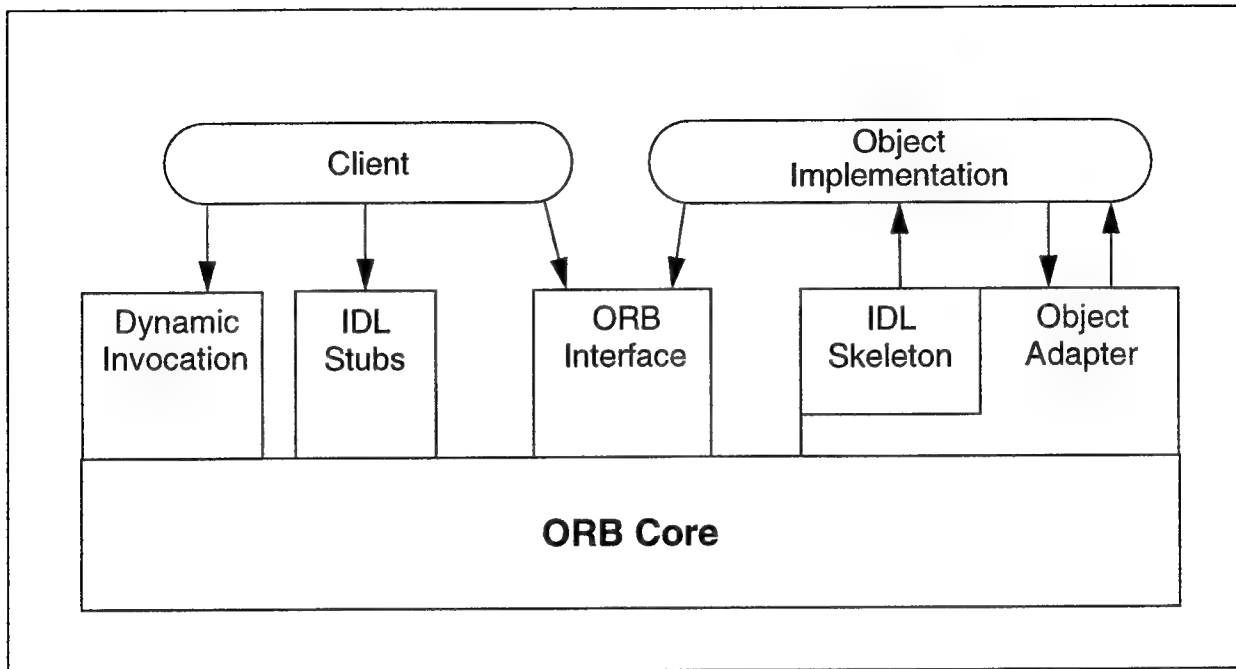 Client
Object
Implementation
Dynamic
Invocation
IDL
Stubs
ORB
Interface
IDL
Skeleton
Object
Adapter
ORB Core